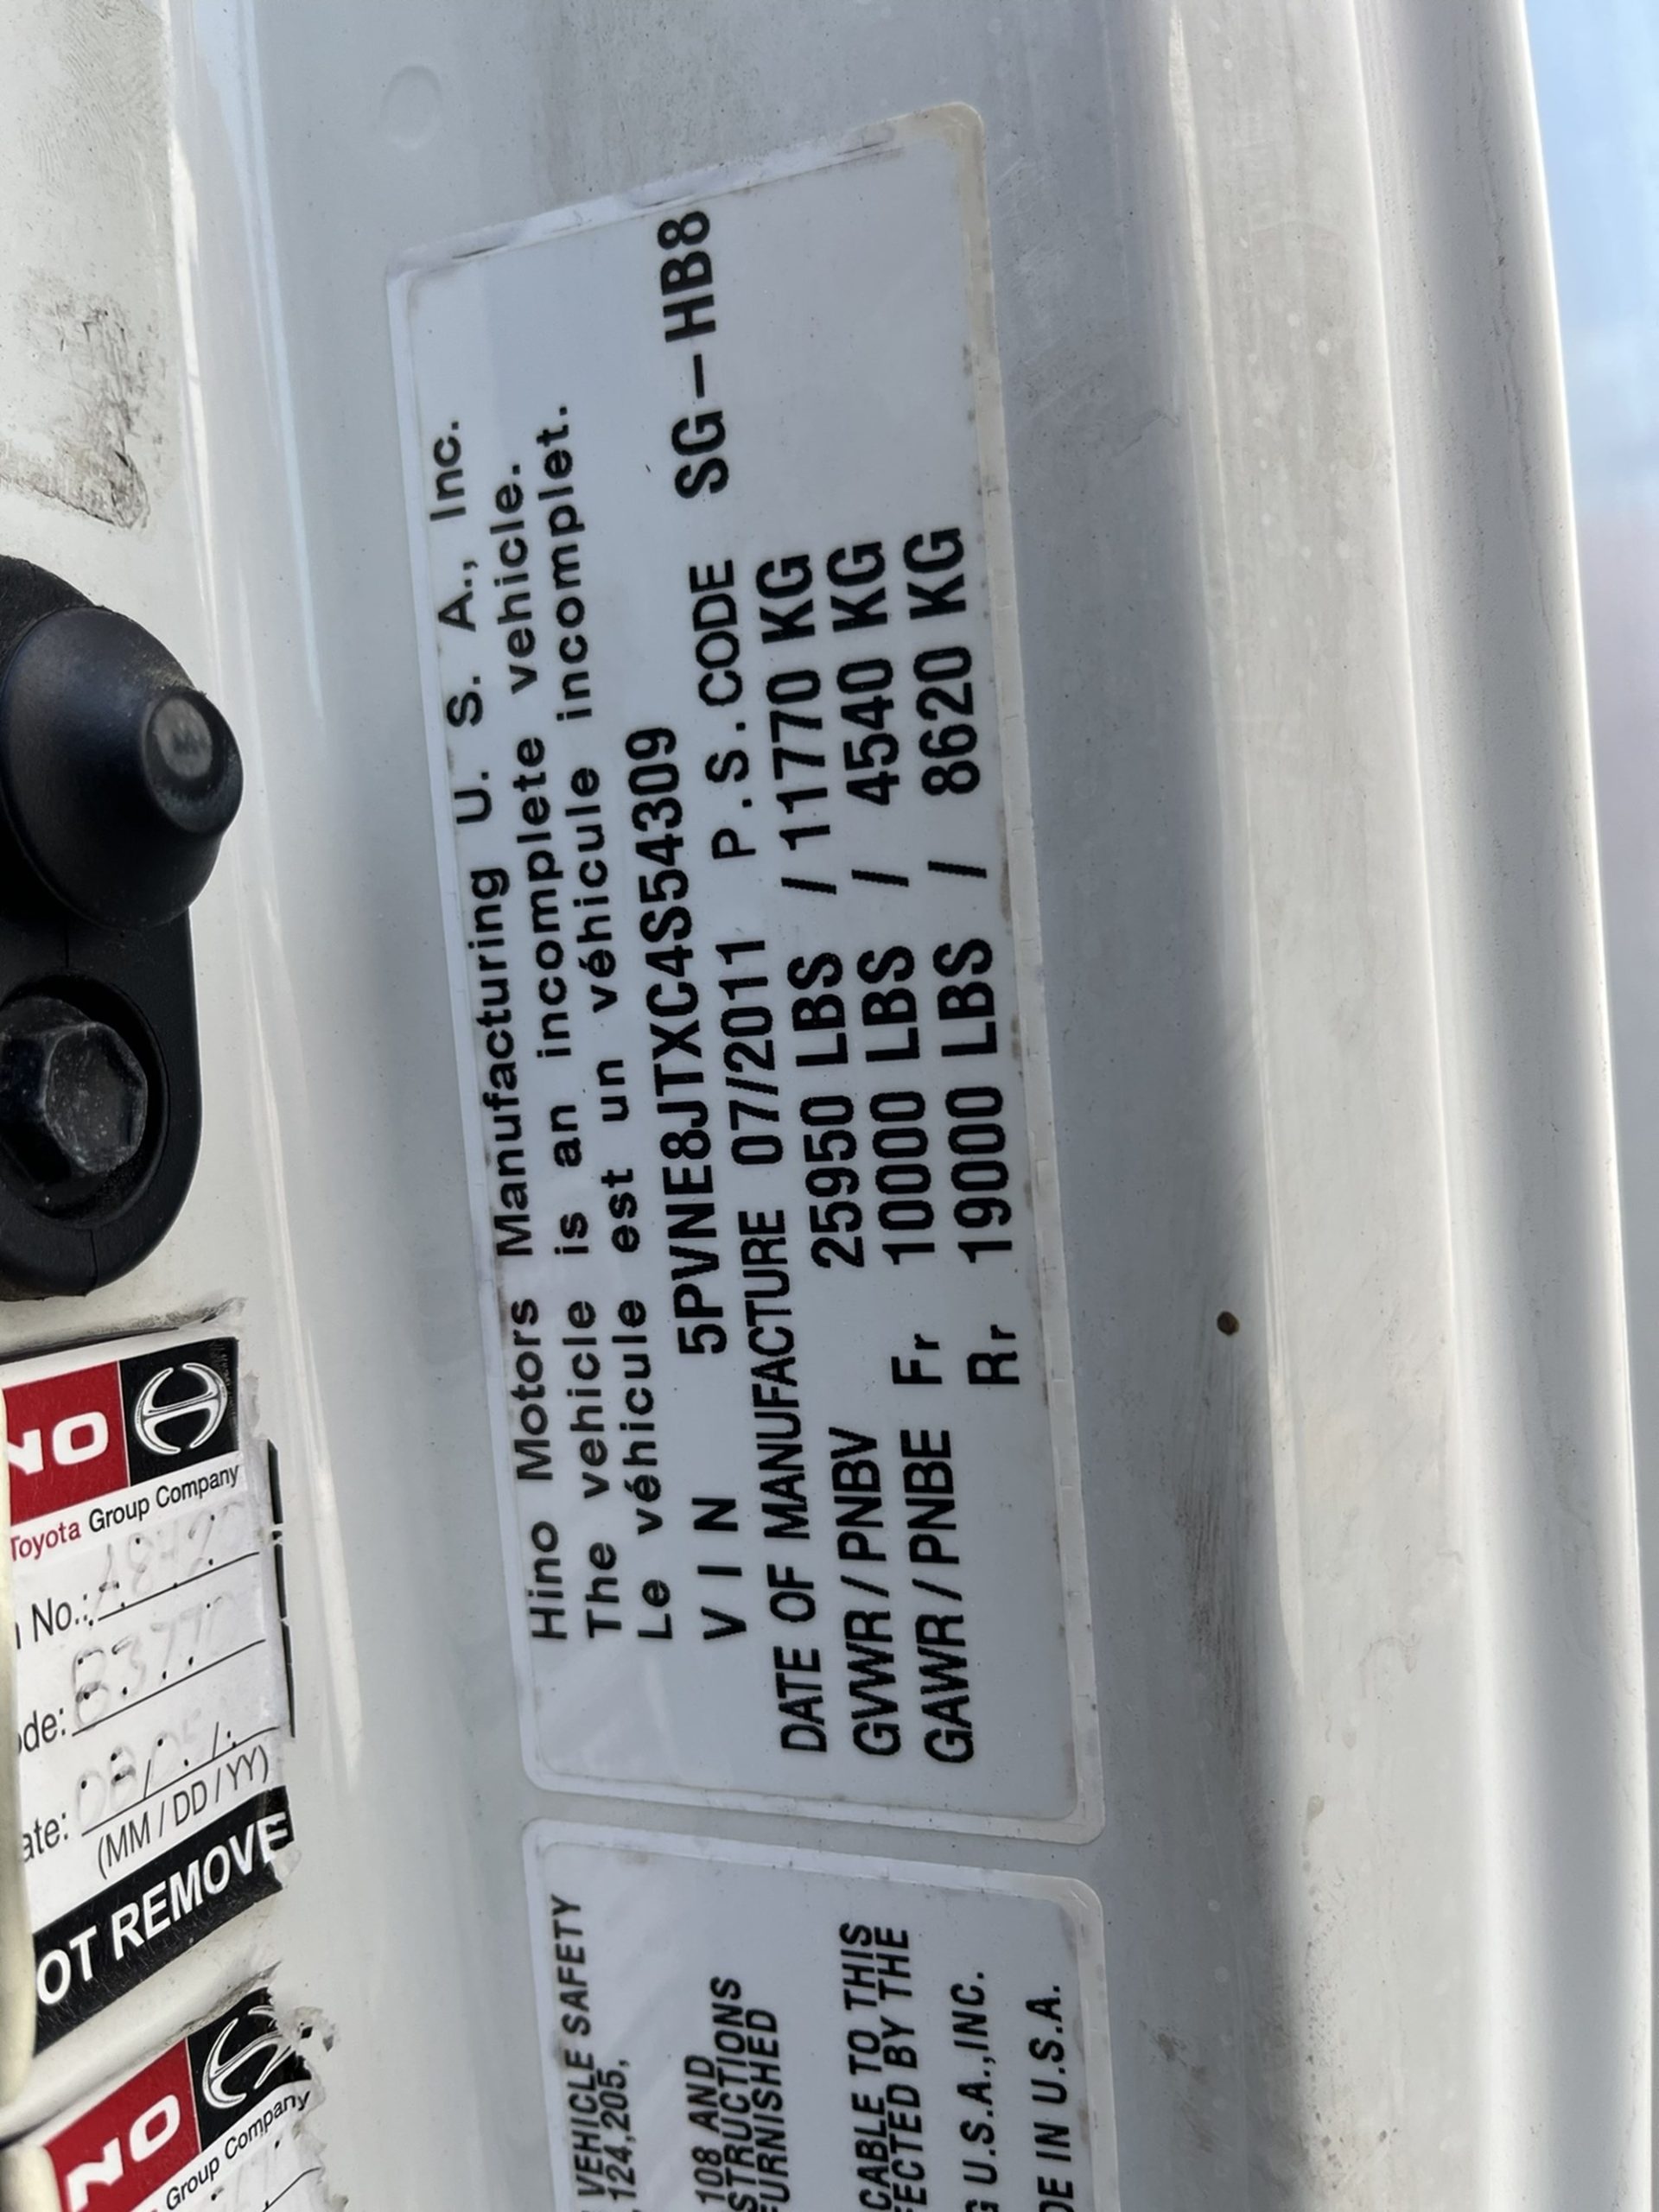 Hino Motors Manufacturing U. S. A., Inc.
The vehicle is an incomplete vehicle.
Le véhicule est un véhicule incomplet.
VIN 5PVNE8JTXC4S54309
DATE OF MANUFACTURE 07/2011 P.S.CODE SG-HB8
GVWR/PNBV 25950 LBS / 11770 KG
GAWR/PNBE Fr 10000 LBS / 4540 KG
Rr 19000 LBS / 8620 KG
VEHICLE SAFETY
124,205,
108 AND
STRUCTIONS
FURNISHED
CABLE TO THIS
FECTED BY THE
U.S.A.,INC.
DE IN U.S.A.
NO
Toyota Group Company
No.:
ode:
ate:
(MM/DD/YY)
OT REMOVE
NO
Group Company